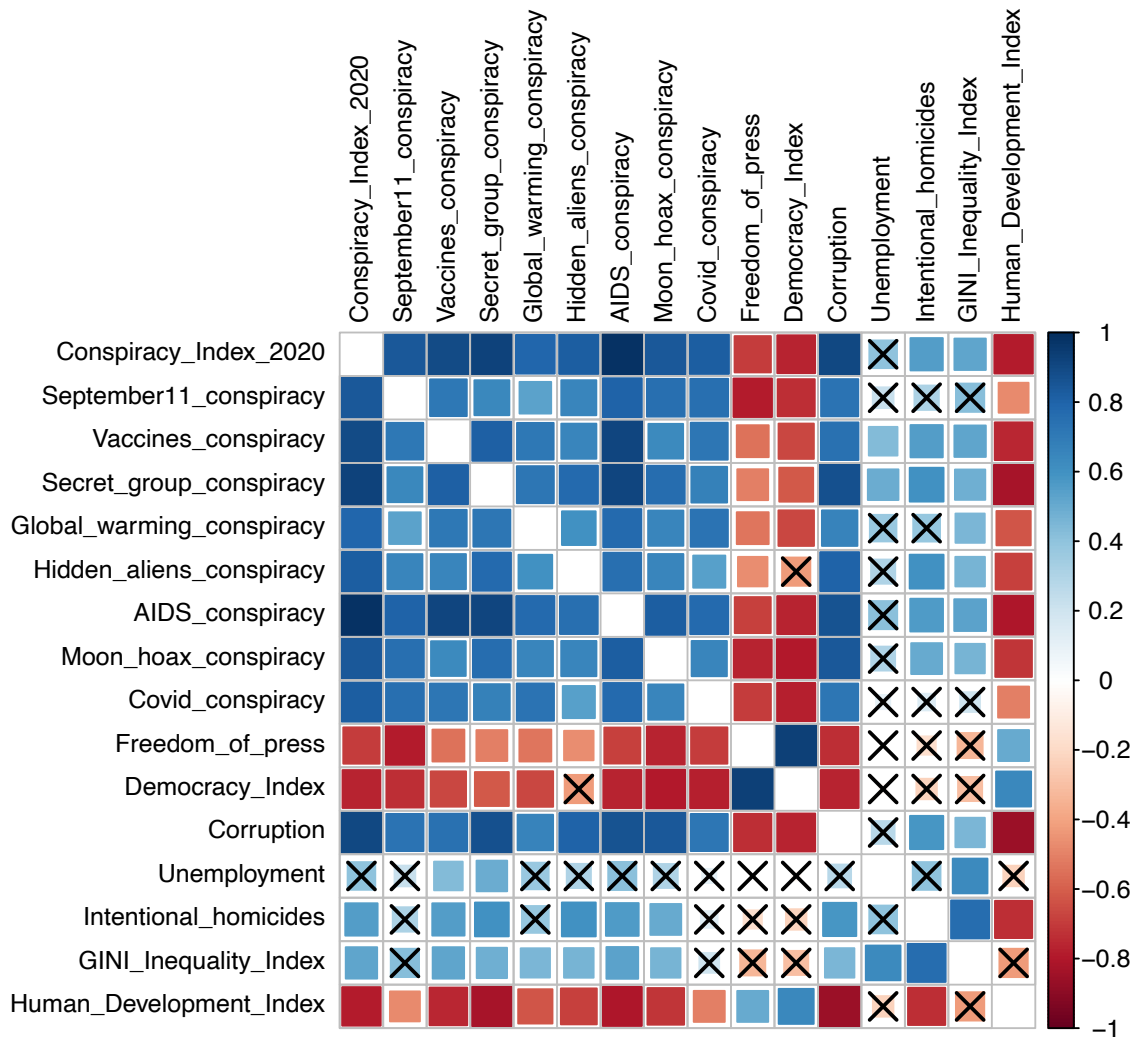 Conspiracy_Index_2020
September11_conspiracy
Vaccines_conspiracy
Secret_group_conspiracy
Global_warming_conspiracy
Hidden_aliens_conspiracy
AIDS_conspiracy
Moon_hoax_conspiracy
Covid_conspiracy
Freedom_of_press
Democracy_Index
Corruption
Unemployment
Intentional_homicides
GINI_Inequality_Index
Human_Development_Index
Conspiracy_Index_2020
September11_conspiracy
Vaccines_conspiracy
Secret_group_conspiracy
Global_warming_conspiracy
Hidden_aliens_conspiracy
AIDS_conspiracy
Moon_hoax_conspiracy
Covid_conspiracy
Freedom_of_press
Democracy_Index
Corruption
Unemployment
Intentional_homicides
GINI_Inequality_Index
Human_Development_Index
1
0.8
0.6
0.4
0.2
0
−0.2
−0.4
−0.6
−0.8
−1